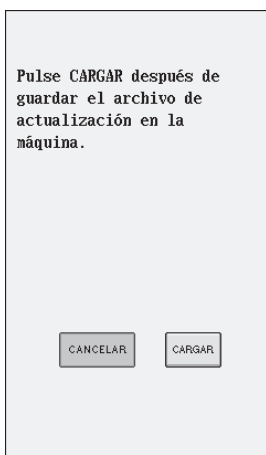 Pulse CARGAR después de
guardar el archivo de
actualización en la
máquina.
CANCELAR
CARGAR